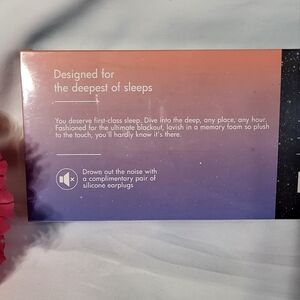 Designed for
the deepest of sleeps
You deserve first-class sleep. Dive into the deep, any place, any hour.
Fashioned for the ultimate blackout, lavish in a memory foam so plush
to the touch, you'll hardly know it's there.
Drown out the noise with
a complimentary pair of
silicone earplugs